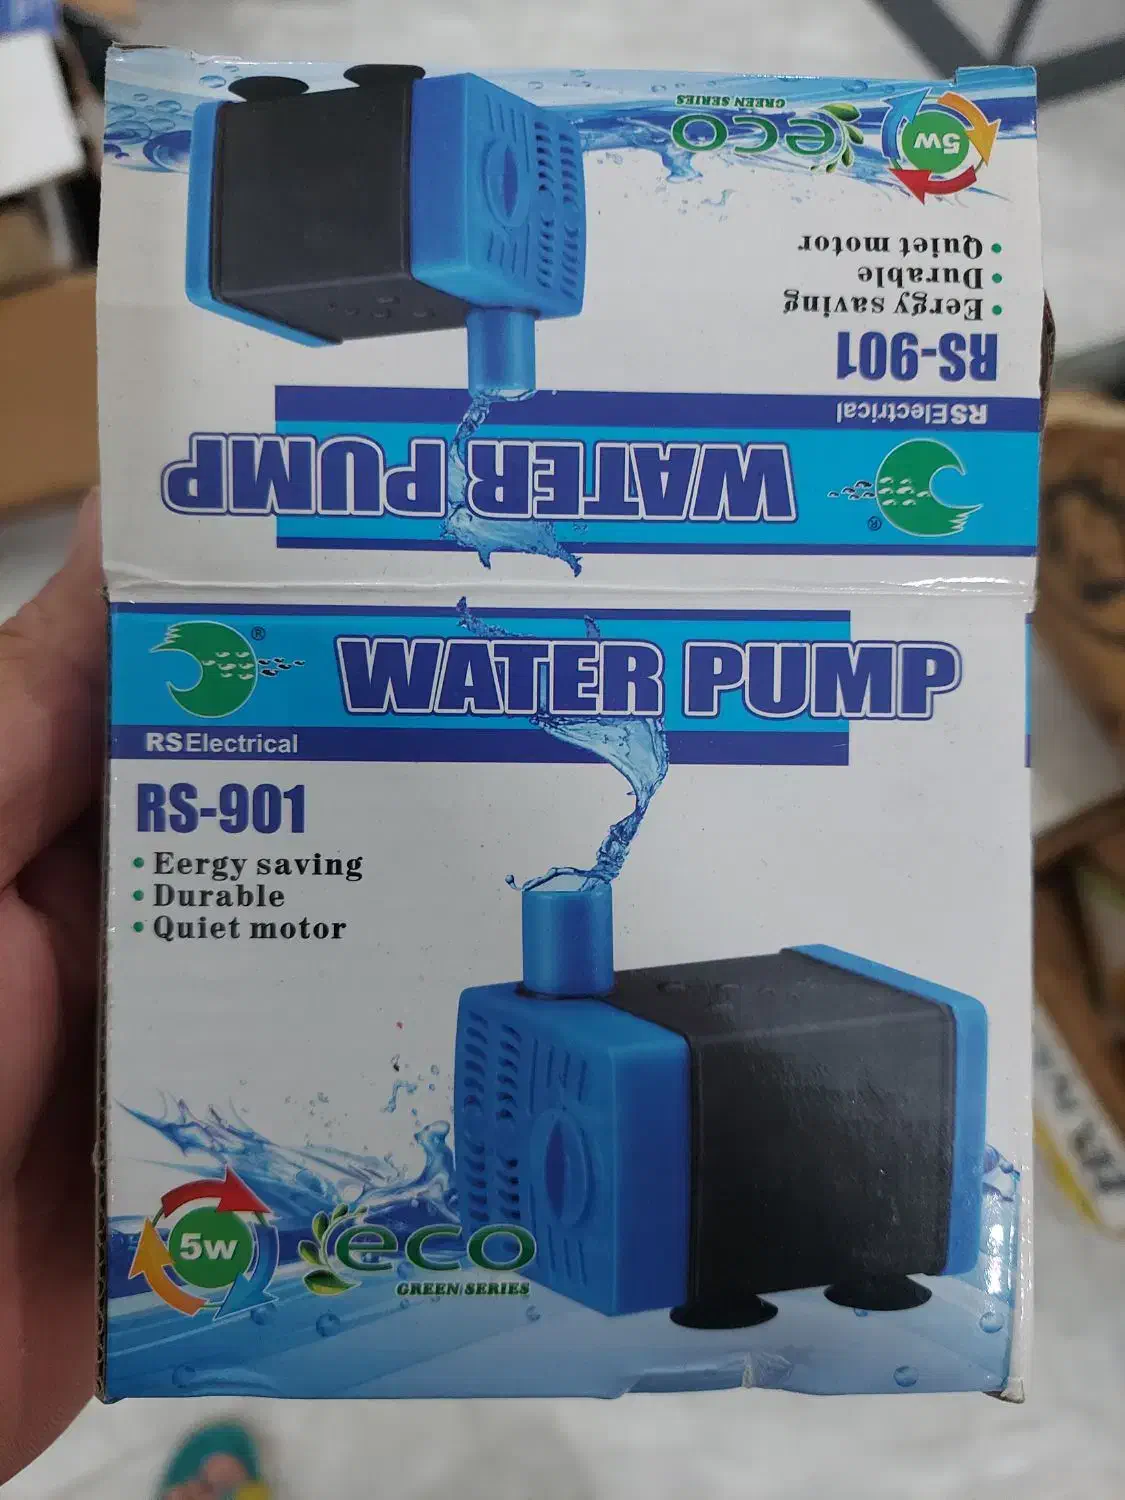 5w
eco
GREEN SERIES
• Quiet motor
• Durable
• Eergy saving
RS-901
RSElectrical
WATER PUMP
®
WATER PUMP
®
RSElectrical
RS-901
• Eergy saving
• Durable
• Quiet motor
5w
eco
GREEN SERIES